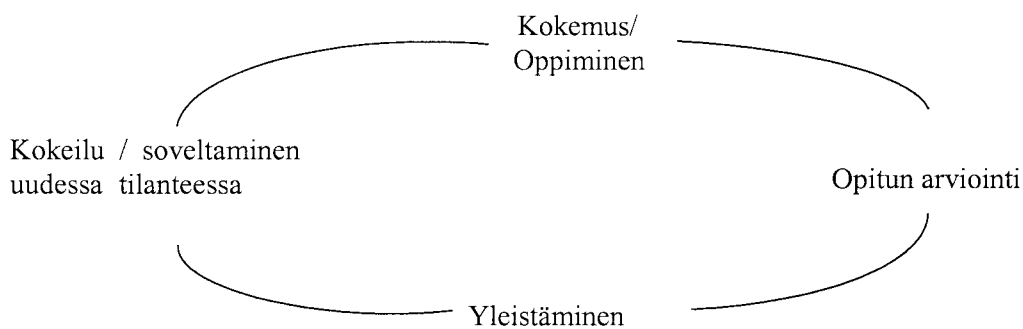 Kokemus/
Oppiminen
Kokeilu / soveltaminen
uudessa tilanteessa
Opitun arviointi
Yleistäminen